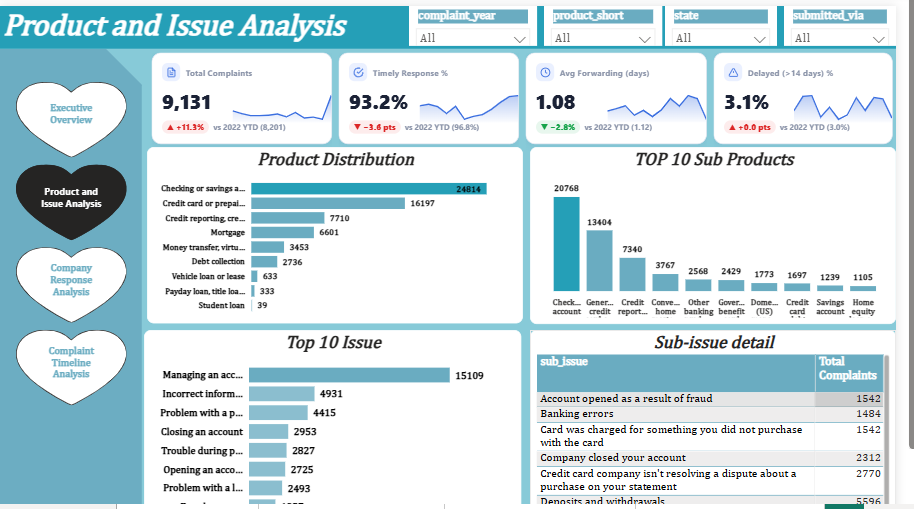 Product and Issue Analysis
complaint_year
All
product_short
All
state
All
submitted_via
All
Executive
Overview
Product and
Issue Analysis
Company
Response
Analysis
Complaint
Timeline
Analysis
Total Complaints
9,131
▲ +11.3% vs 2022 YTD (8,201)
Timely Response %
93.2%
▼ −3.6 pts vs 2022 YTD (96.8%)
Avg Forwarding (days)
1.08
▼ −2.8% vs 2022 YTD (1.12)
Delayed (>14 days) %
3.1%
▲ +0.0 pts vs 2022 YTD (3.0%)
Product Distribution
Checking or savings a... 24814
Credit card or prepai... 16197
Credit reporting, cre... 7710
Mortgage 6601
Money transfer, virtu... 3453
Debt collection 2736
Vehicle loan or lease 633
Payday loan, title loa... 333
Student loan 39
TOP 10 Sub Products
20768
13404
7340
3767
2568
2429
1773
1697
1239
1105
Check... account
Gener... credit
Credit report...
Conve... home
Other banking
Gover... benefit
Dome... (US)
Credit card
Savings account
Home equity
Top 10 Issue
Managing an acc... 15109
Incorrect inform... 4931
Problem with a p... 4415
Closing an account 2953
Trouble during p... 2827
Opening an acco... 2725
Problem with a l... 2493
Sub-issue detail
sub_issue
Total
Complaints
Account opened as a result of fraud 1542
Banking errors 1484
Card was charged for something you did not purchase
with the card 1542
Company closed your account 2312
Credit card company isn't resolving a dispute about a
purchase on your statement 2770
Deposits and withdrawals 5596